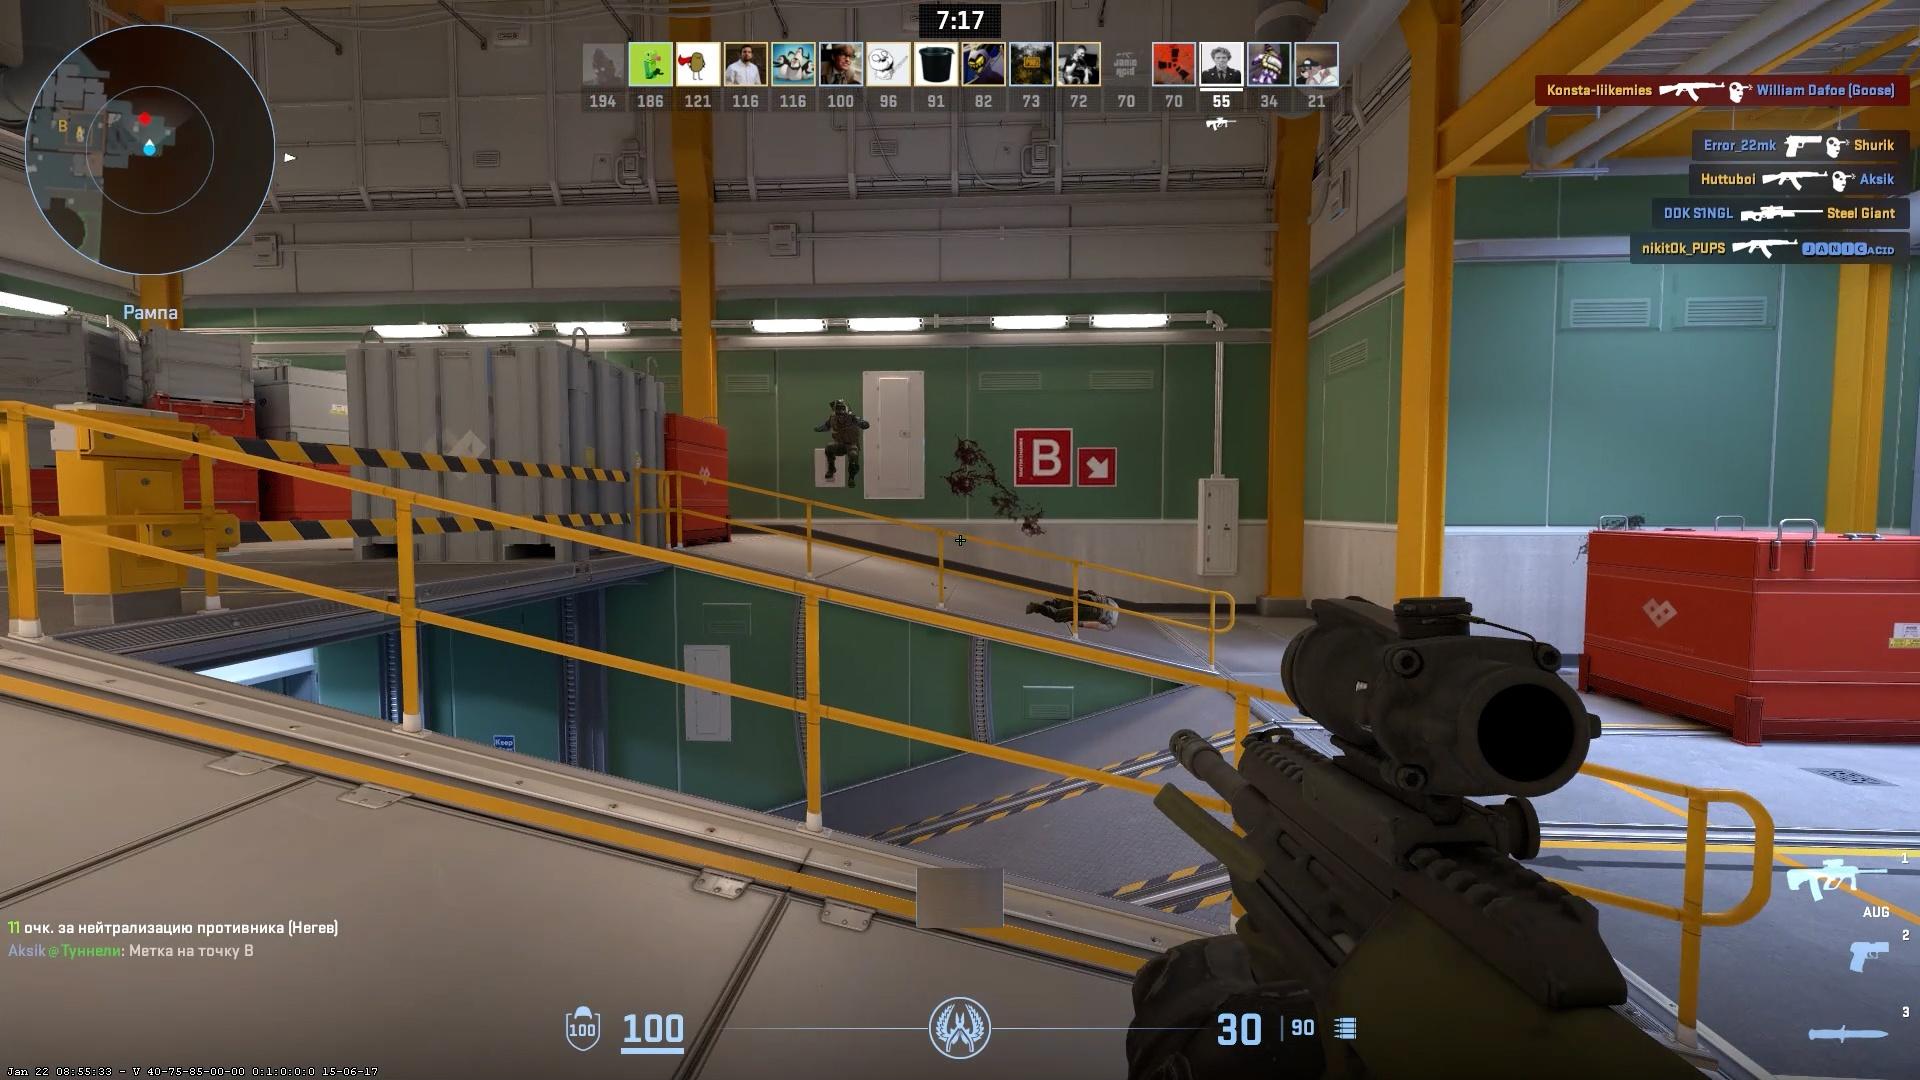 7:17
194 186 121 116 116 100 96 91 82 73 72 70 70 55 34 21
B
Konsta-liikemies William Dafoe (Goose)
Error_22mk Shurik
Huttuboi Aksik
DDK S1NGL Steel Giant
nikit0k_PUPS JANICACID
Рампа
B
Keep
1
AUG
2
3
11 очк. за нейтрализацию противника (Негев)
Aksik@Туннели: Метка на точку B
100 100
30 | 90
Jan 22 08:55:33 - V 40-75-85-00-00 0:1:0:0:0 15-06-17